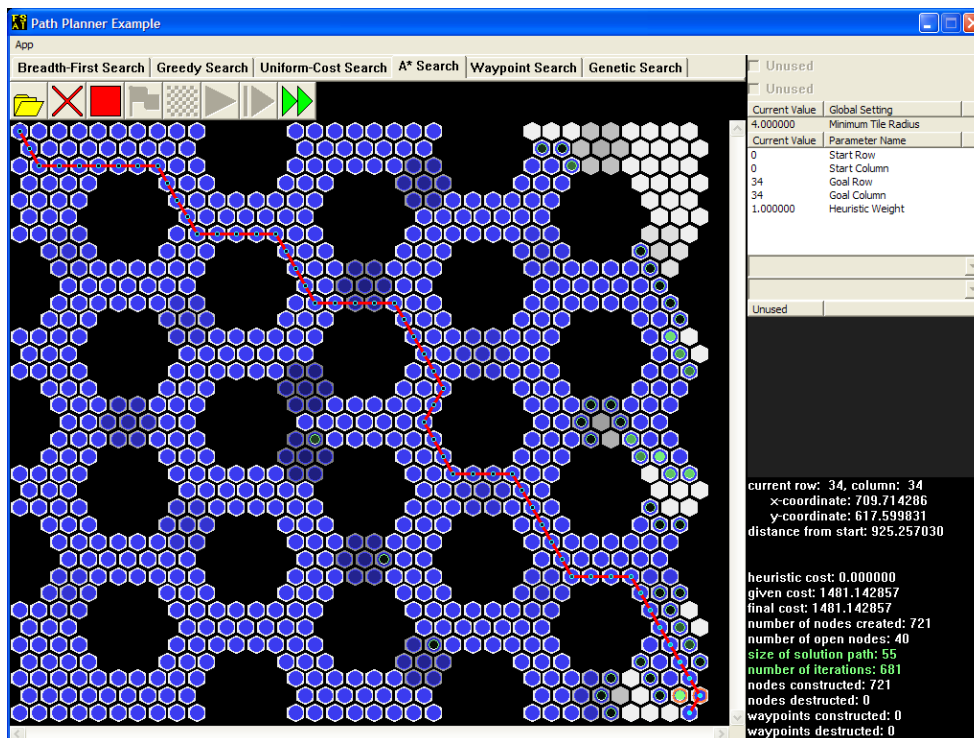 FS
AI
Path Planner Example
App
Breadth-First Search Greedy Search Uniform-Cost Search A* Search Waypoint Search Genetic Search
Unused
Unused
Current Value Global Setting
4.000000 Minimum Tile Radius
Current Value Parameter Name
0 Start Row
0 Start Column
34 Goal Row
34 Goal Column
1.000000 Heuristic Weight
Unused
current row: 34, column: 34
x-coordinate: 709.714286
y-coordinate: 617.599831
distance from start: 925.257030
heuristic cost: 0.000000
given cost: 1481.142857
final cost: 1481.142857
number of nodes created: 721
number of open nodes: 40
size of solution path: 55
number of iterations: 681
nodes constructed: 721
nodes destructed: 0
waypoints constructed: 0
waypoints destructed: 0